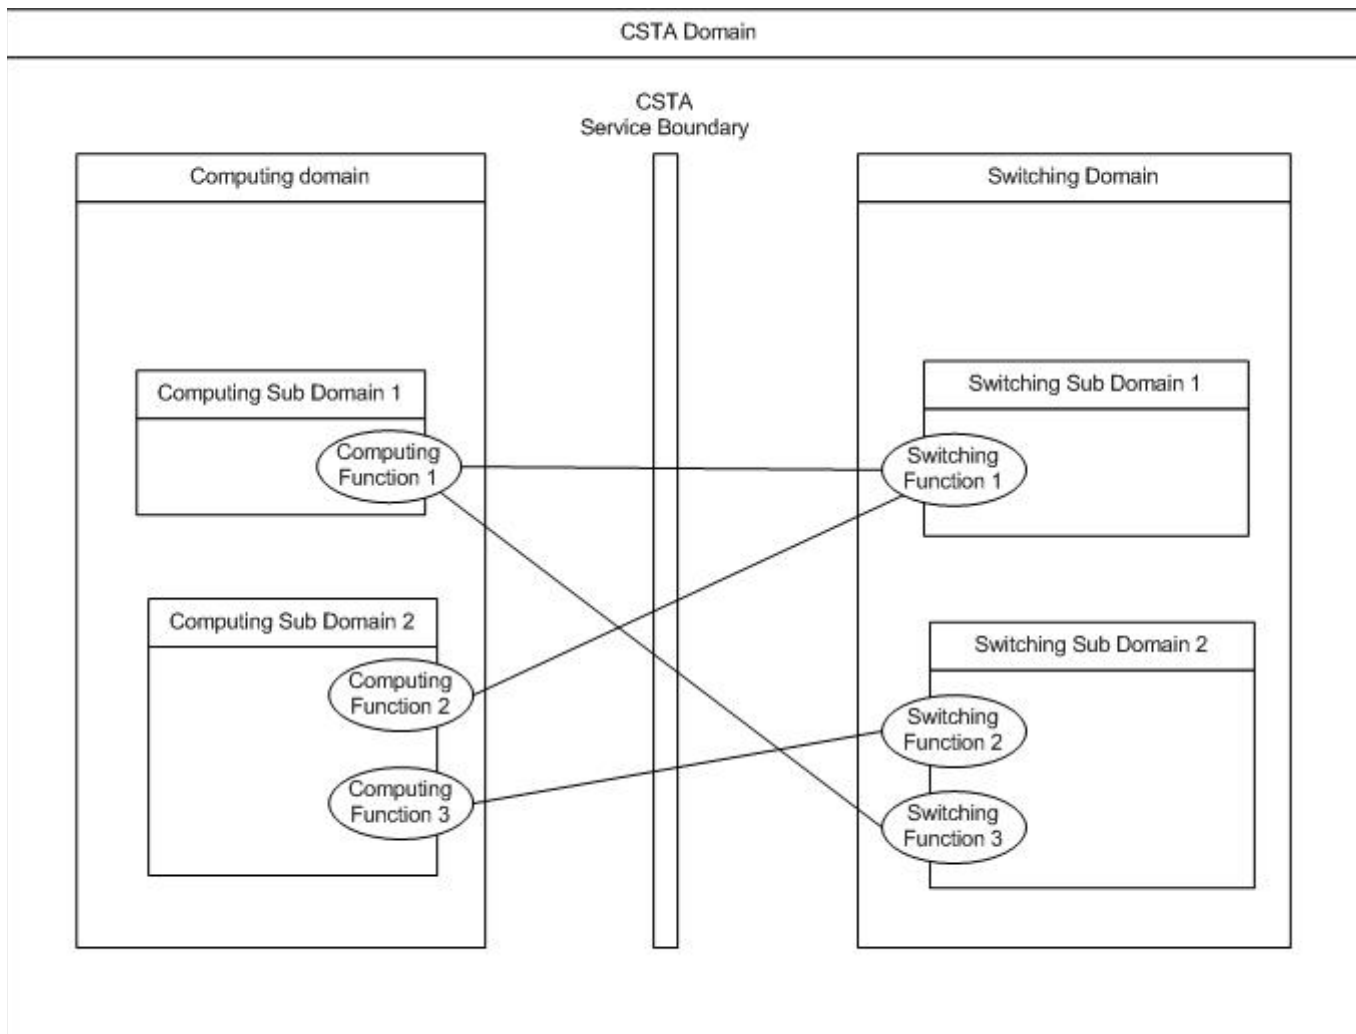 CSTA Domain
CSTA
Service Boundary
Computing domain
Switching Domain
Computing Sub Domain 1
Computing
Function 1
Switching Sub Domain 1
Switching
Function 1
Computing Sub Domain 2
Computing
Function 2
Computing
Function 3
Switching Sub Domain 2
Switching
Function 2
Switching
Function 3